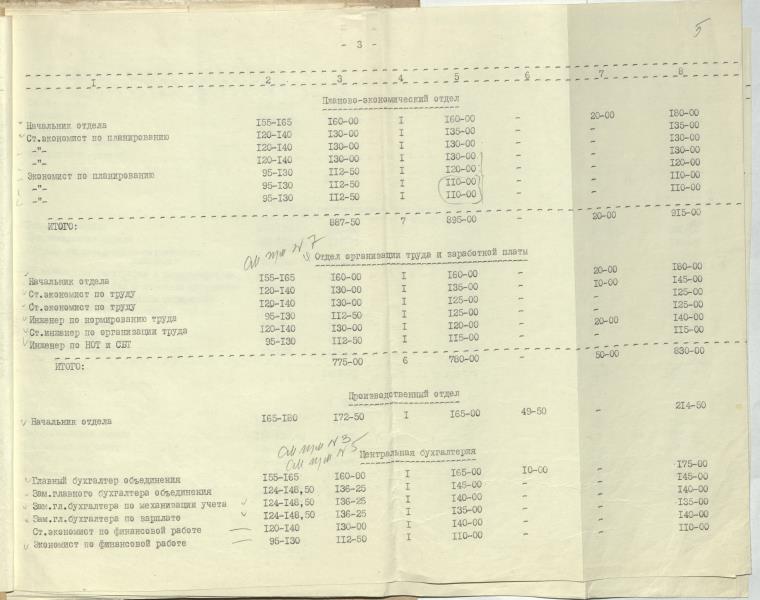 5
- 3 -
I 2 3 4 5 6 7 8
Планово-экономический отдел
Начальник отдела I55-I65 I60-00 I I60-00 - 20-00 I80-00
Ст.экономист по планированию I20-I40 I30-00 I I35-00 - - I35-00
-"- I20-I40 I30-00 I I30-00 - - I30-00
-"- I20-I40 I30-00 I I30-00 - - I30-00
Экономист по планированию 95-I30 II2-50 I I20-00 - - I20-00
-"- 95-I30 II2-50 I II0-00 - - II0-00
-"- 95-I30 II2-50 I II0-00 - - II0-00
ИТОГО: 887-50 7 895-00 - 20-00 915-00
№ 7
Отдел организации труда и заработной платы
Начальник отдела I55-I65 I60-00 I I60-00 - 20-00 I80-00
Ст.экономист по труду I20-I40 I30-00 I I35-00 - I0-00 I45-00
Ст.экономист по труду I20-I40 I30-00 I I25-00 - - I25-00
Инженер по нормированию труда 95-I30 II2-50 I I25-00 - - I25-00
Ст.инженер по организации труда I20-I40 I30-00 I I20-00 - 20-00 I40-00
Инженер по НОТ и СБТ 95-I30 II2-50 I II5-00 - - II5-00
ИТОГО: 775-00 6 780-00 - 50-00 830-00
Производственный отдел
Начальник отдела I65-I80 I72-50 I I65-00 49-50 - 2I4-50
№ 3
№ 5
Центральная бухгалтерия
Главный бухгалтер объединения I55-I65 I60-00 I I65-00 I0-00 - I75-00
Зам.главного бухгалтера объединения I24-I48,50 I36-25 I I45-00 - - I45-00
Зам.гл.бухгалтера по механизации учета I24-I48,50 I36-25 I I40-00 - - I40-00
Зам.гл.бухгалтера по зарплате I24-I48,50 I36-25 I I35-00 - - I35-00
Ст.экономист по финансовой работе I20-I40 I30-00 I I40-00 - - I40-00
Экономист по финансовой работе 95-I30 II2-50 I II0-00 - - II0-00